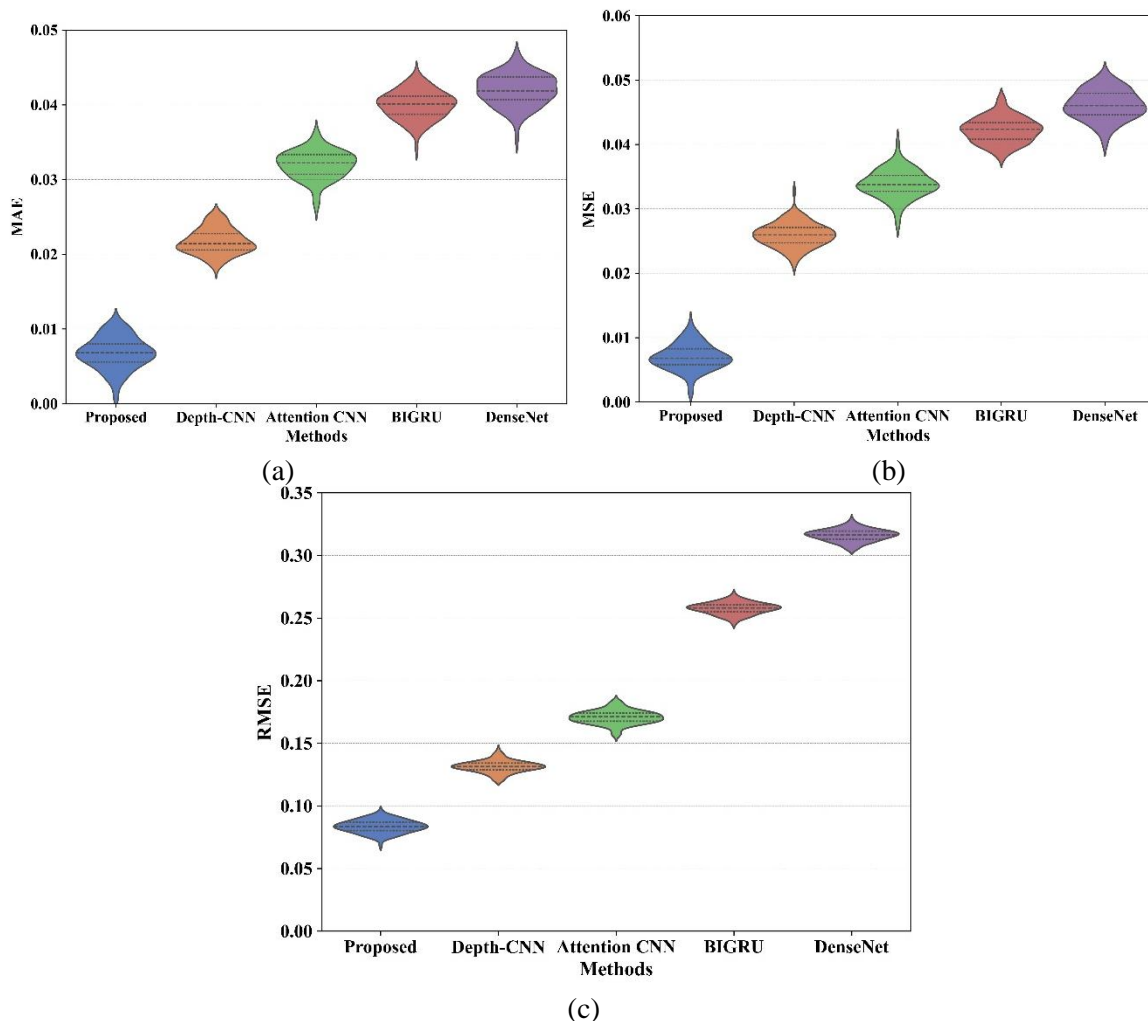 0.05
0.04
0.03
0.02
0.01
0.00
MAE
Proposed Depth-CNN Attention CNN BIGRU DenseNet
Methods
(a)
0.06
0.05
0.04
0.03
0.02
0.01
0.00
MSE
Proposed Depth-CNN Attention CNN BIGRU DenseNet
Methods
(b)
0.35
0.30
0.25
0.20
0.15
0.10
0.05
0.00
RMSE
Proposed Depth-CNN Attention CNN BIGRU DenseNet
Methods
(c)